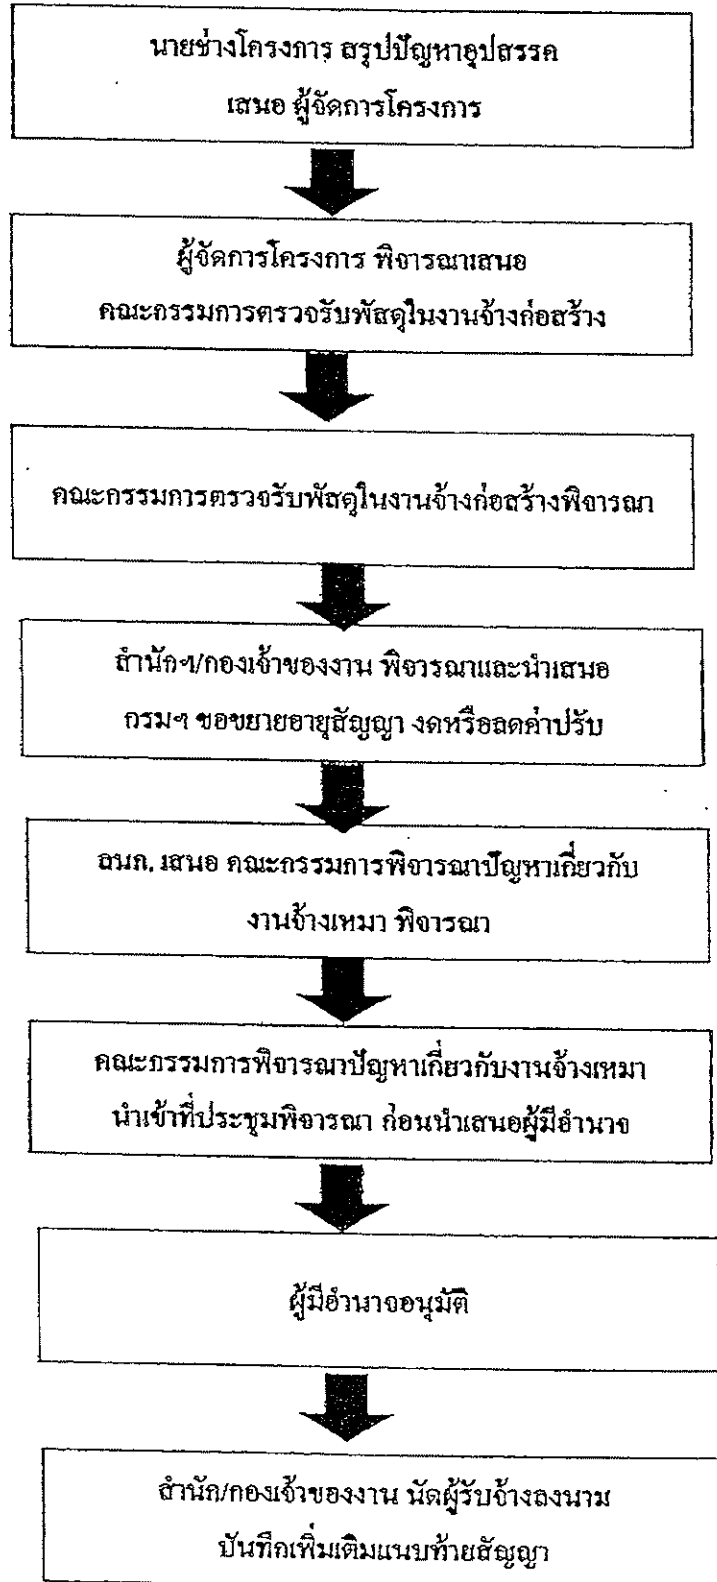 นายช่างโครงการ สรุปปัญหาอุปสรรค
เสนอ ผู้จัดการโครงการ
ผู้จัดการโครงการ พิจารณาเสนอ
คณะกรรมการตรวจรับพัสดุในงานจ้างก่อสร้าง
คณะกรรมการตรวจรับพัสดุในงานจ้างก่อสร้างพิจารณา
สำนักฯ/กองเจ้าของงาน พิจารณาและนำเสนอ
กรมฯ ขอขยายอายุสัญญา งดหรือลดค่าปรับ
ลนก. เสนอ คณะกรรมการพิจารณาปัญหาเกี่ยวกับ
งานจ้างเหมา พิจารณา
คณะกรรมการพิจารณาปัญหาเกี่ยวกับงานจ้างเหมา
นำเข้าที่ประชุมพิจารณา ก่อนนำเสนอผู้มีอำนาจ
ผู้มีอำนาจอนุมัติ
สำนัก/กองเจ้าของงาน นัดผู้รับจ้างลงนาม
บันทึกเพิ่มเติมแนบท้ายสัญญา